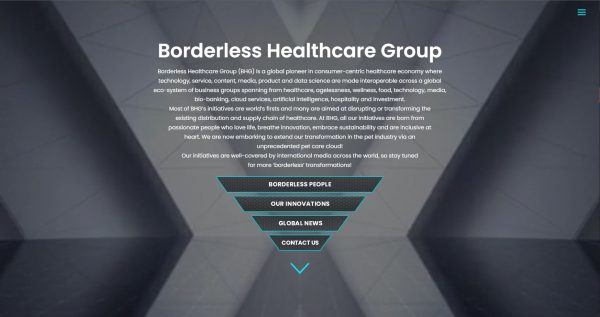 Borderless Healthcare Group
Borderless Healthcare Group (BHG) is a global pioneer in consumer-centric healthcare economy where
technology, service, content, media, product and data science are made interoperable across a global
eco-system of business groups spanning from healthcare, agelessness, wellness, food, technology, media,
bio-banking, cloud services, artificial intelligence, hospitality and investment.
Most of BHG's initiatives are world's firsts and many are aimed at disrupting or transforming the
existing distribution and supply chain of healthcare. At BHG, all our initiatives are born from
passionate people who love life, breathe innovation, embrace sustainability and are inclusive at
heart. We are now embarking to extend our transformation in the pet industry via an
unprecedented pet care cloud!
Our initiatives are well-covered by international media across the world, so stay tuned
for more 'borderless' transformations!
BORDERLESS PEOPLE
OUR INNOVATIONS
GLOBAL NEWS
CONTACT US